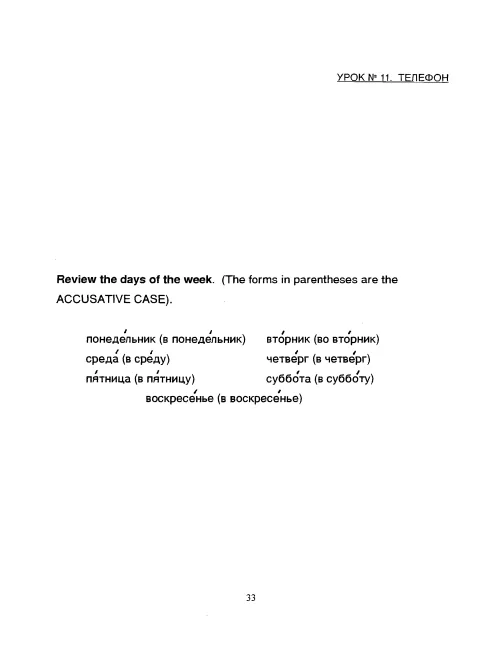 УРОК № 11. ТЕЛЕФОН
Review the days of the week. (The forms in parentheses are the
ACCUSATIVE CASE).
понеде́льник (в понеде́льник) вто́рник (во вто́рник)
среда́ (в сре́ду) четве́рг (в четве́рг)
пя́тница (в пя́тницу) суббо́та (в суббо́ту)
воскресе́нье (в воскресе́нье)
33